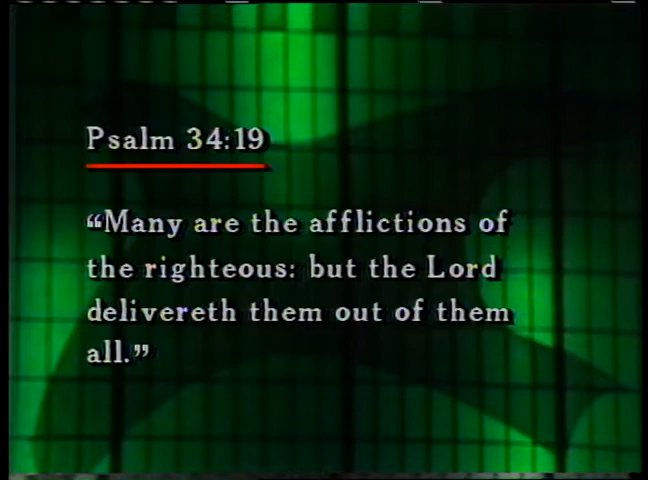 Psalm 34:19
“Many are the afflictions of
the righteous: but the Lord
delivereth them out of them
all.”